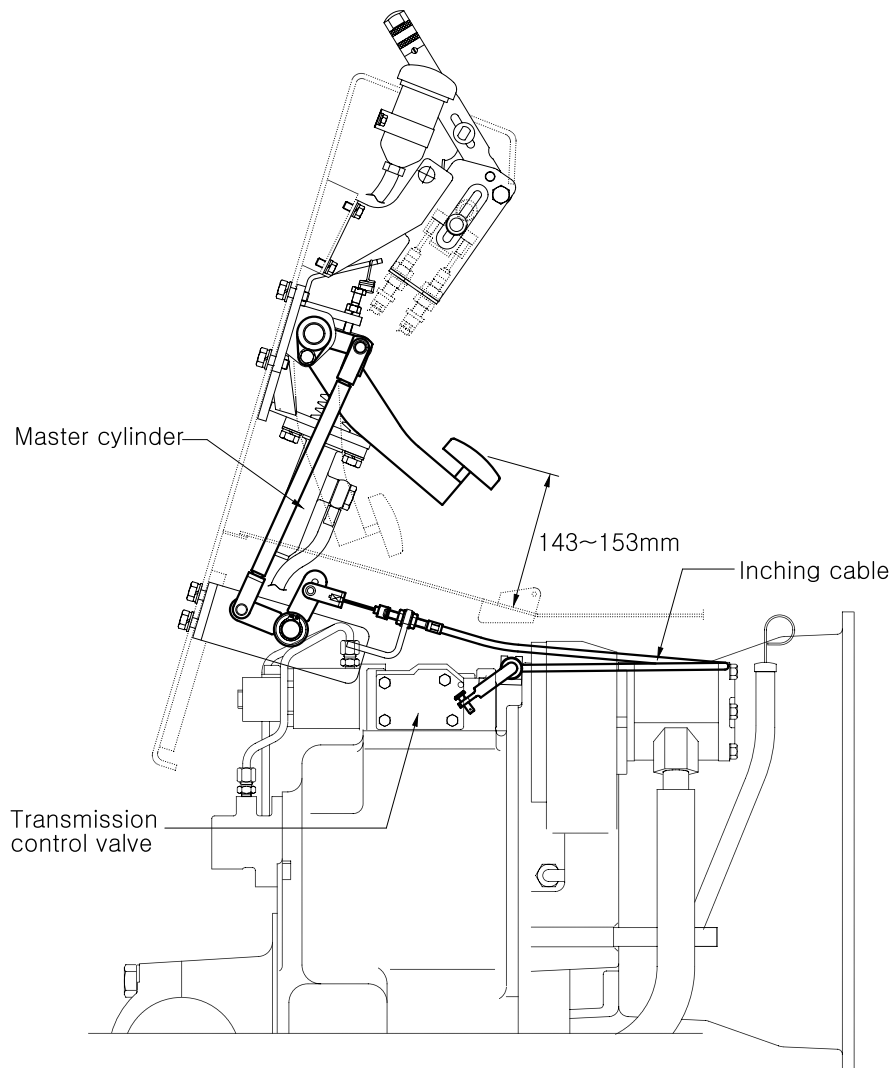 Master cylinder
143~153mm
Inching cable
Transmission
control valve